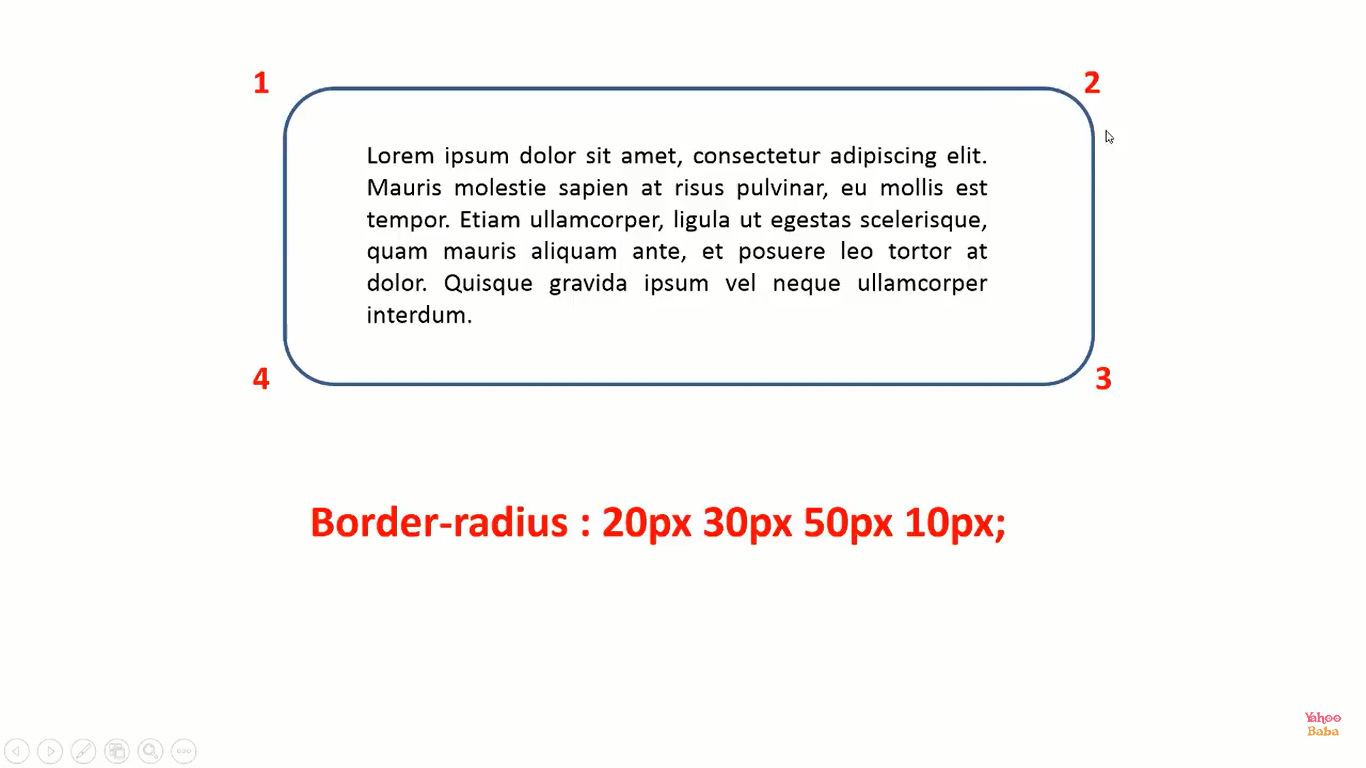 1
2
Lorem ipsum dolor sit amet, consectetur adipiscing elit.
Mauris molestie sapien at risus pulvinar, eu mollis est
tempor. Etiam ullamcorper, ligula ut egestas scelerisque,
quam mauris aliquam ante, et posuere leo tortor at
dolor. Quisque gravida ipsum vel neque ullamcorper
interdum.
4
3
Border-radius : 20px 30px 50px 10px;
Yahoo
Baba